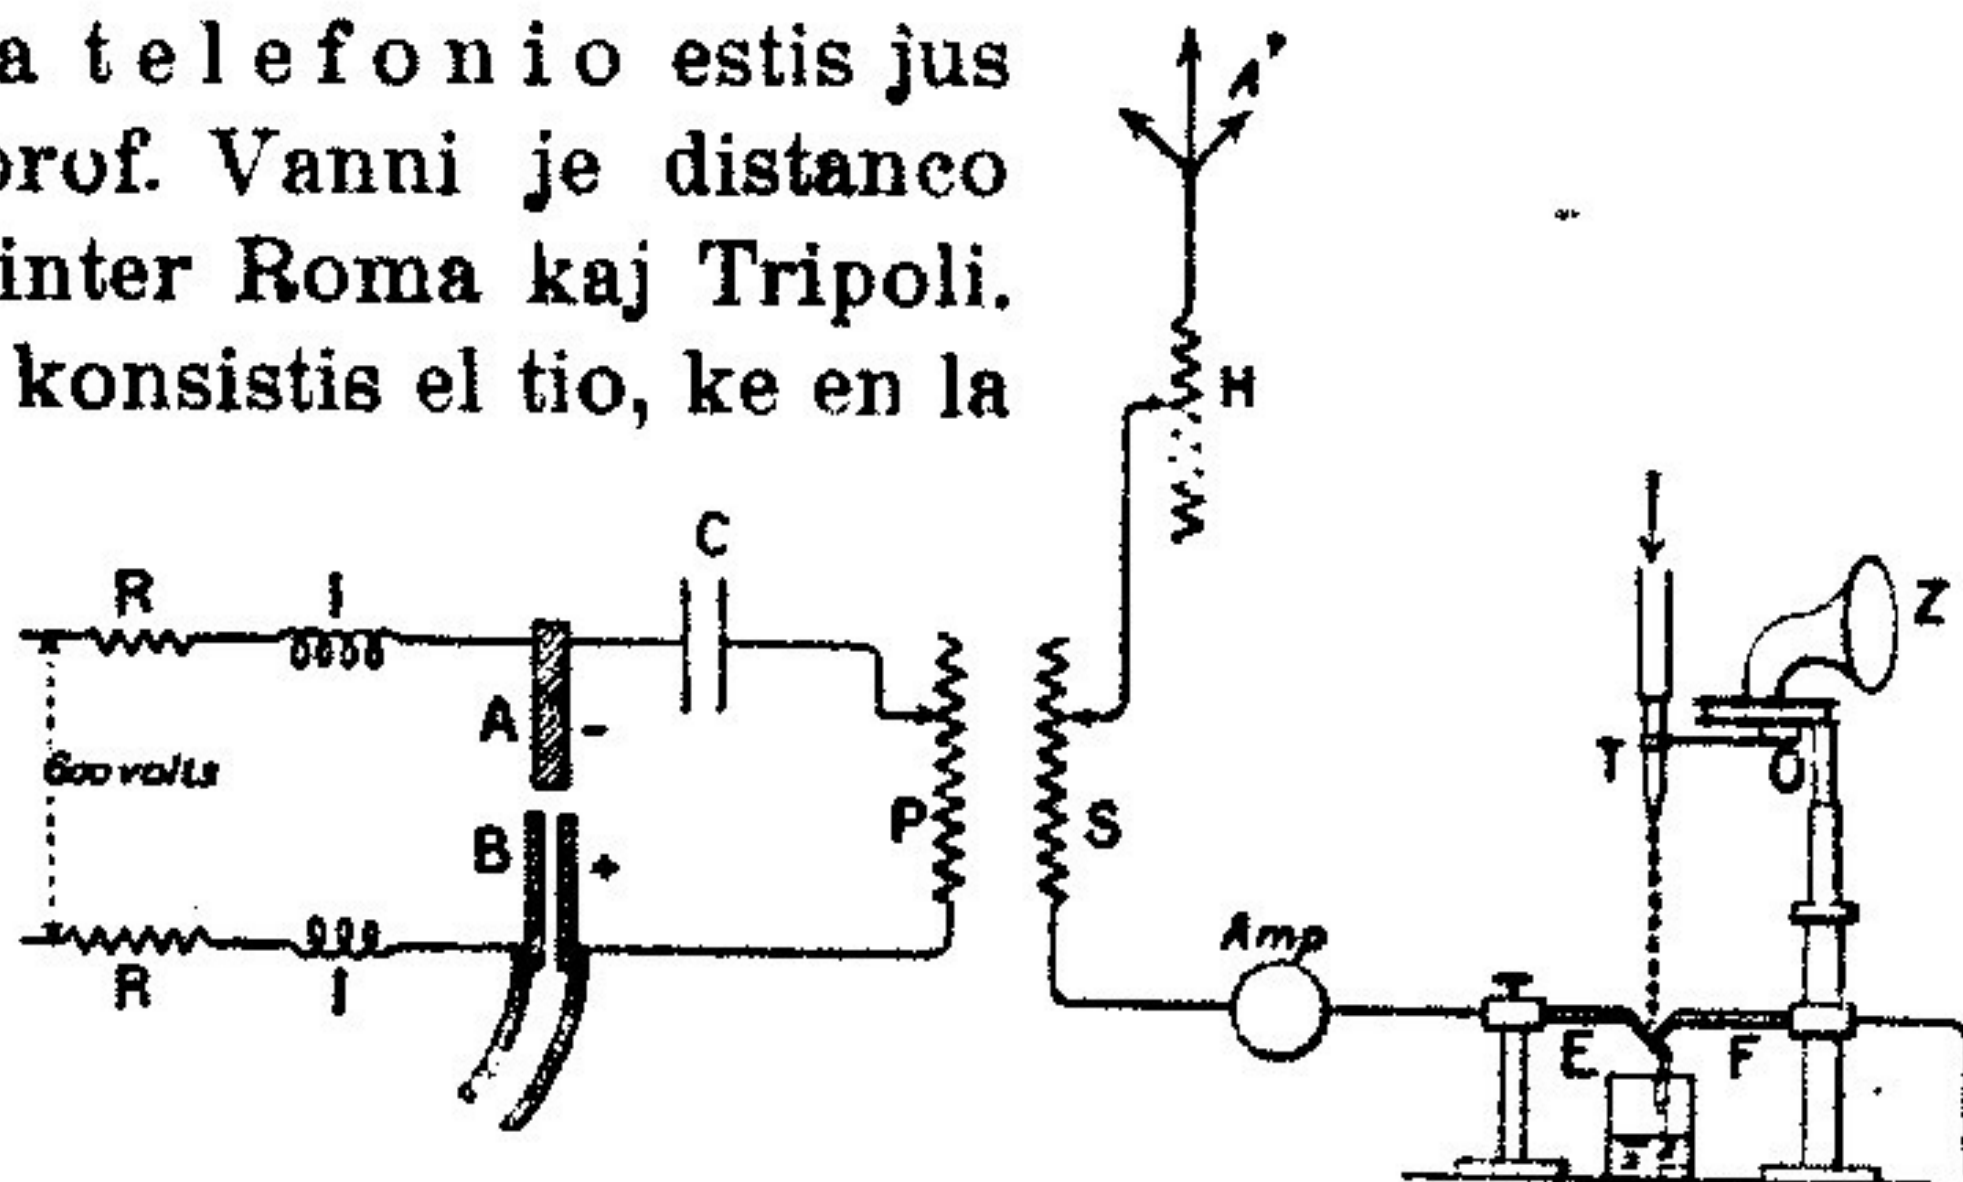 a telefonio estis jus
prof. Vanni je distanco
inter Roma kaj Tripoli.
konsistis el tio, ke en la
A'
H
C
R I
Z
A -
T O
600 volts
P S
B +
Amp
R I
E F